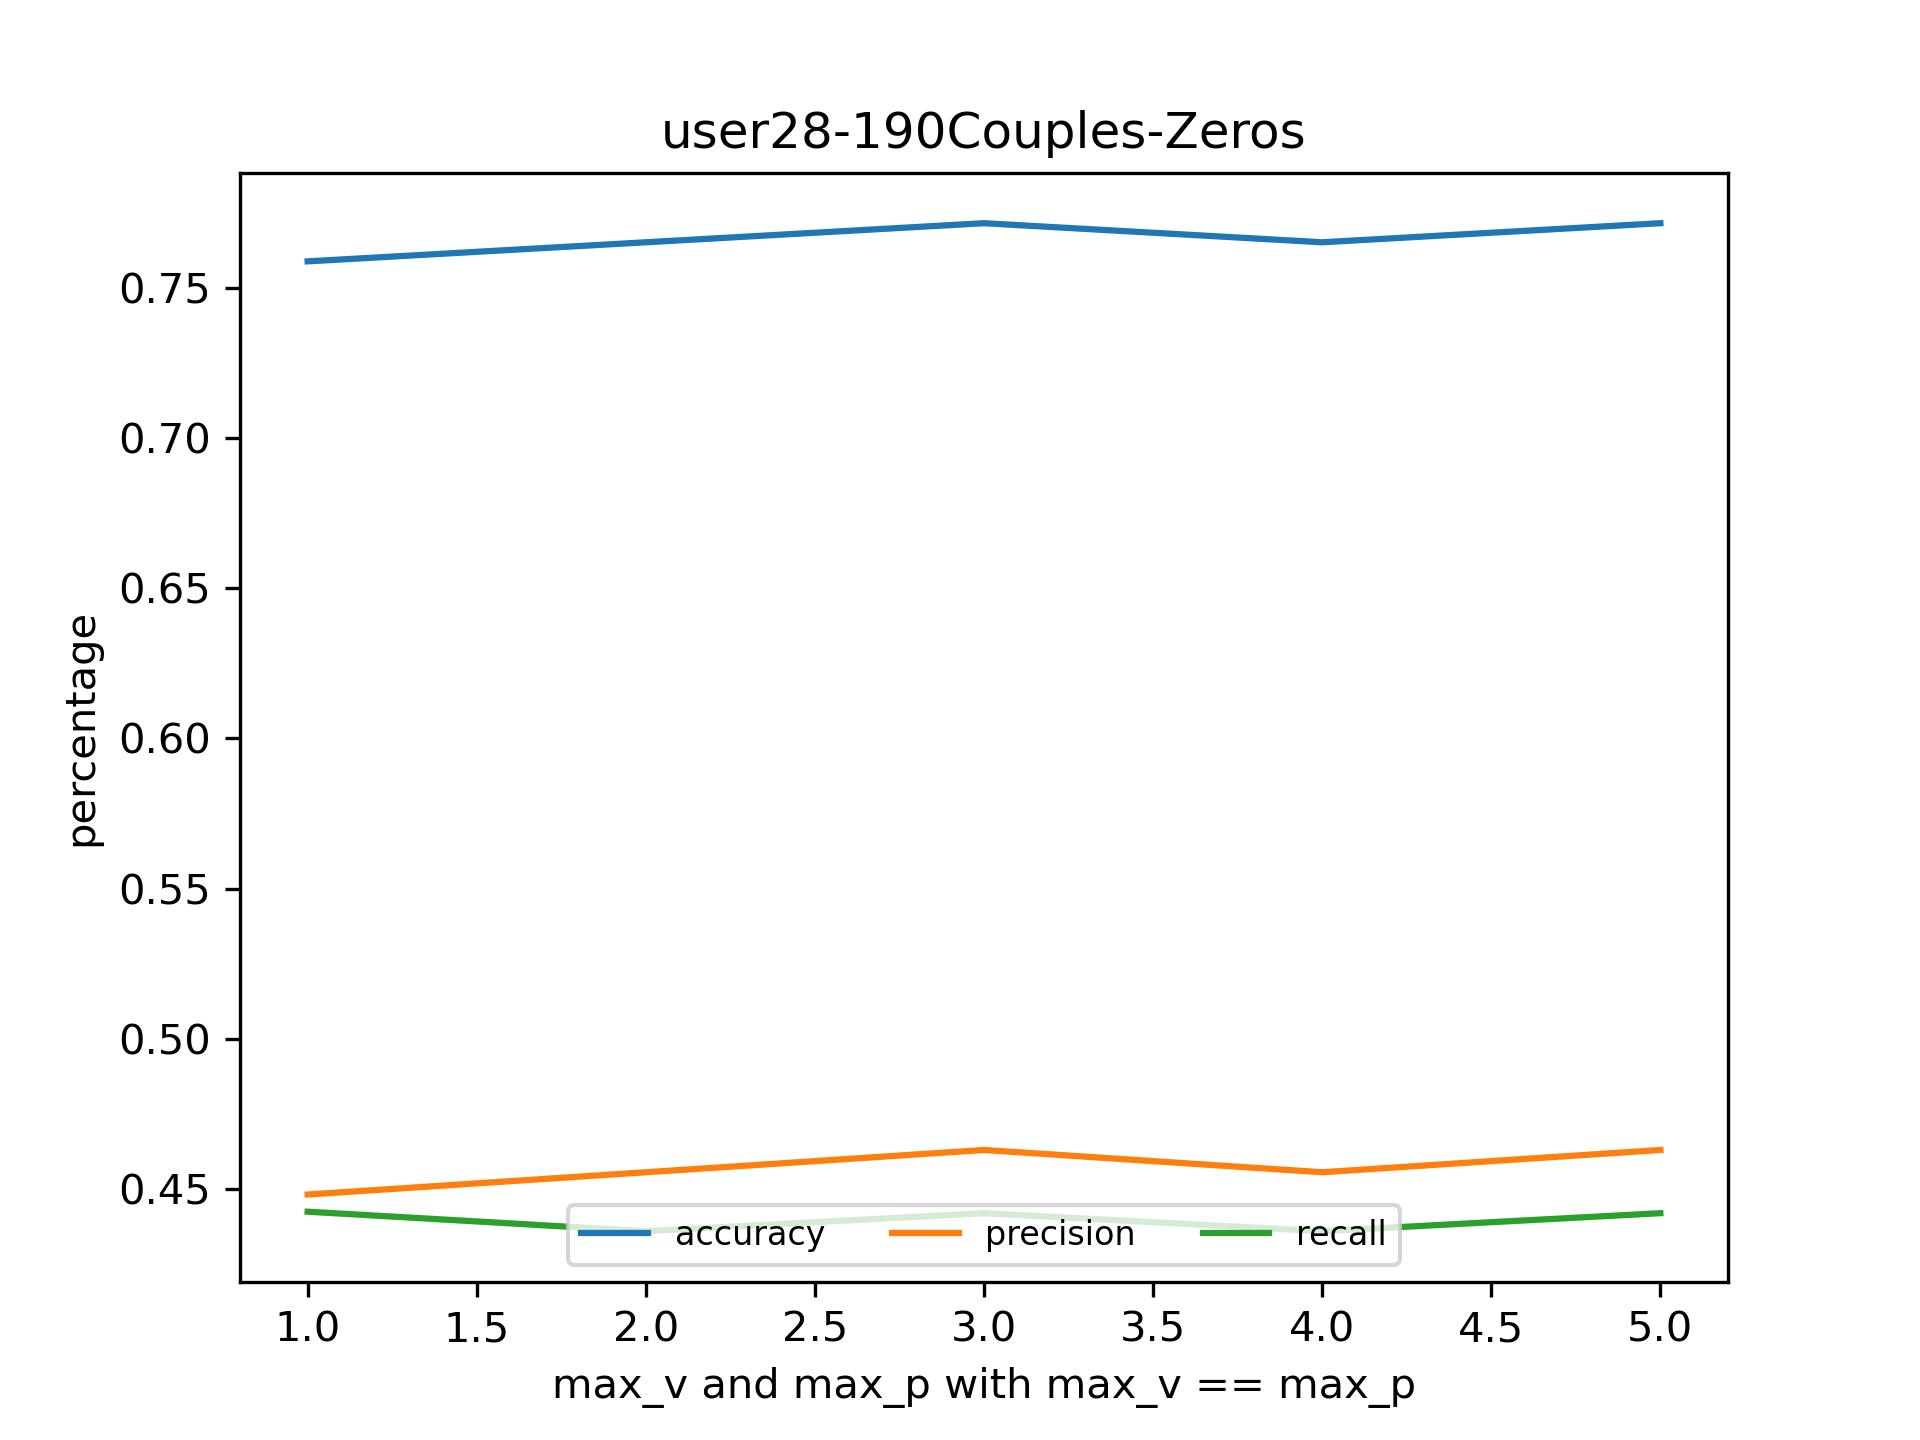 user28-190Couples-Zeros
percentage
0.75
0.70
0.65
0.60
0.55
0.50
0.45
accuracy precision recall
1.0 1.5 2.0 2.5 3.0 3.5 4.0 4.5 5.0
max_v and max_p with max_v == max_p